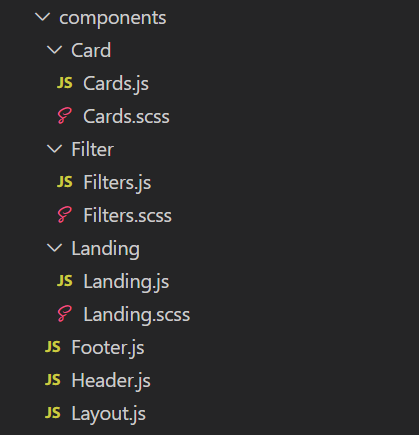 components
Card
JS Cards.js
Cards.scss
Filter
JS Filters.js
Filters.scss
Landing
JS Landing.js
Landing.scss
JS Footer.js
JS Header.js
JS Layout.js